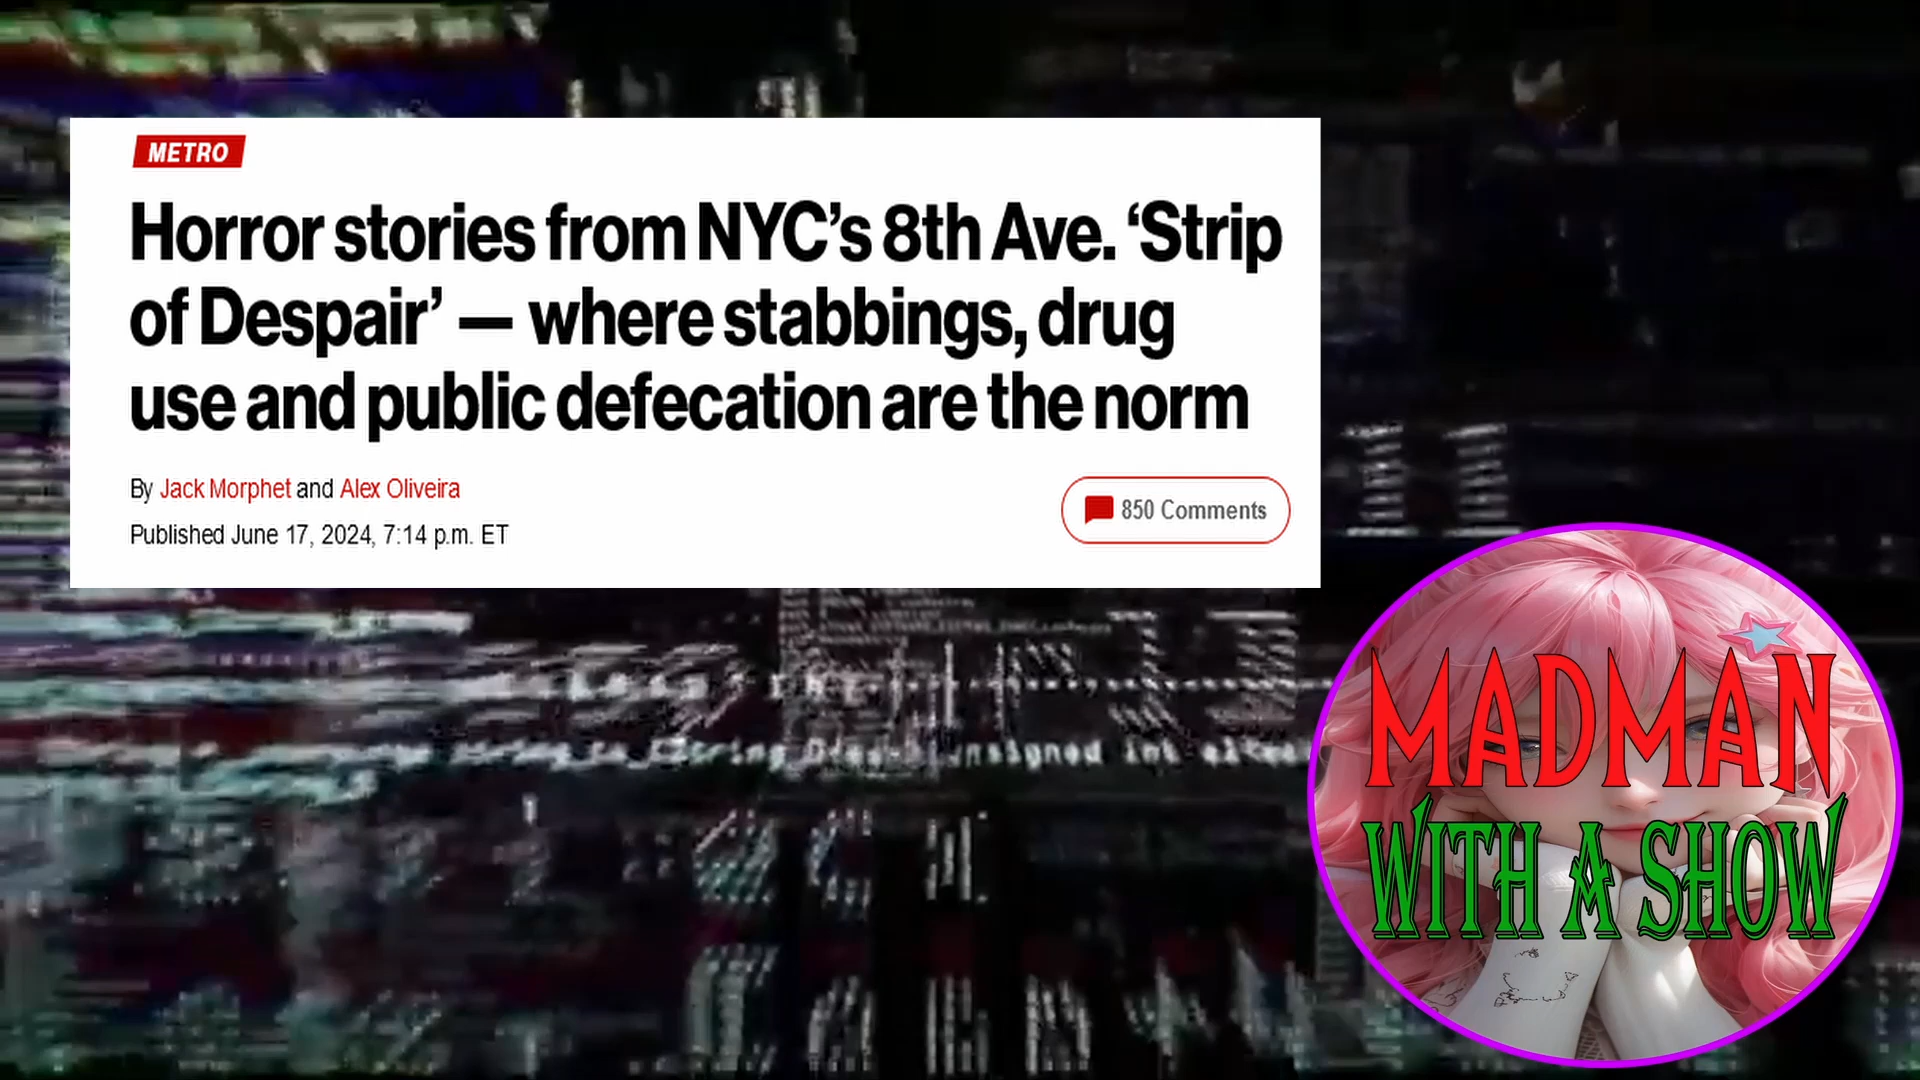 METRO
Horror stories from NYC’s 8th Ave. ‘Strip
of Despair’ — where stabbings, drug
use and public defecation are the norm
By Jack Morphet and Alex Oliveira
850 Comments
Published June 17, 2024, 7:14 p.m. ET
unsigned int
MADMAN
WITH A SHOW